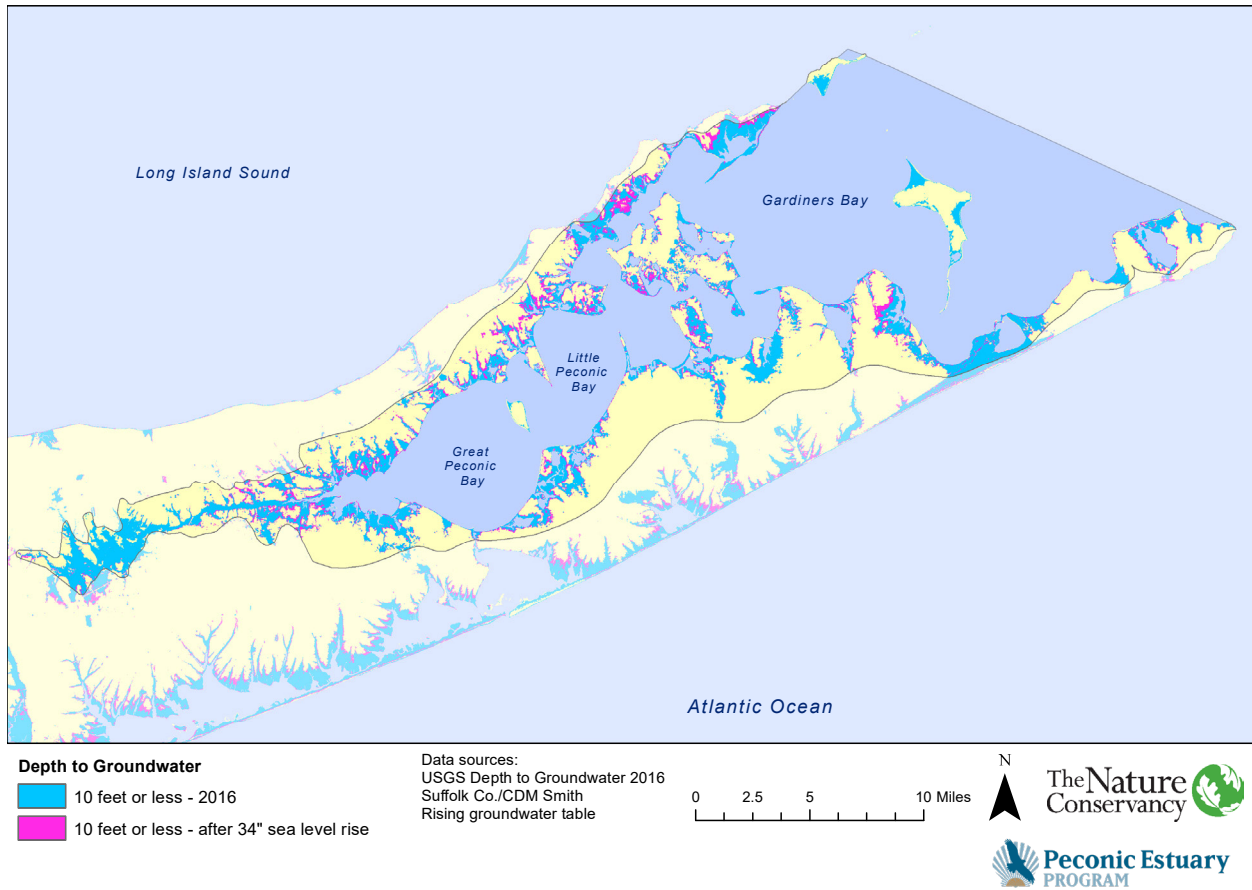 Long Island Sound
Gardiners Bay
Little
Peconic
Bay
Great
Peconic
Bay
Atlantic Ocean
Depth to Groundwater
10 feet or less - 2016
10 feet or less - after 34" sea level rise
Data sources:
USGS Depth to Groundwater 2016
Suffolk Co./CDM Smith
Rising groundwater table
0 2.5 5 10 Miles
N
The Nature
Conservancy
Peconic Estuary
PROGRAM